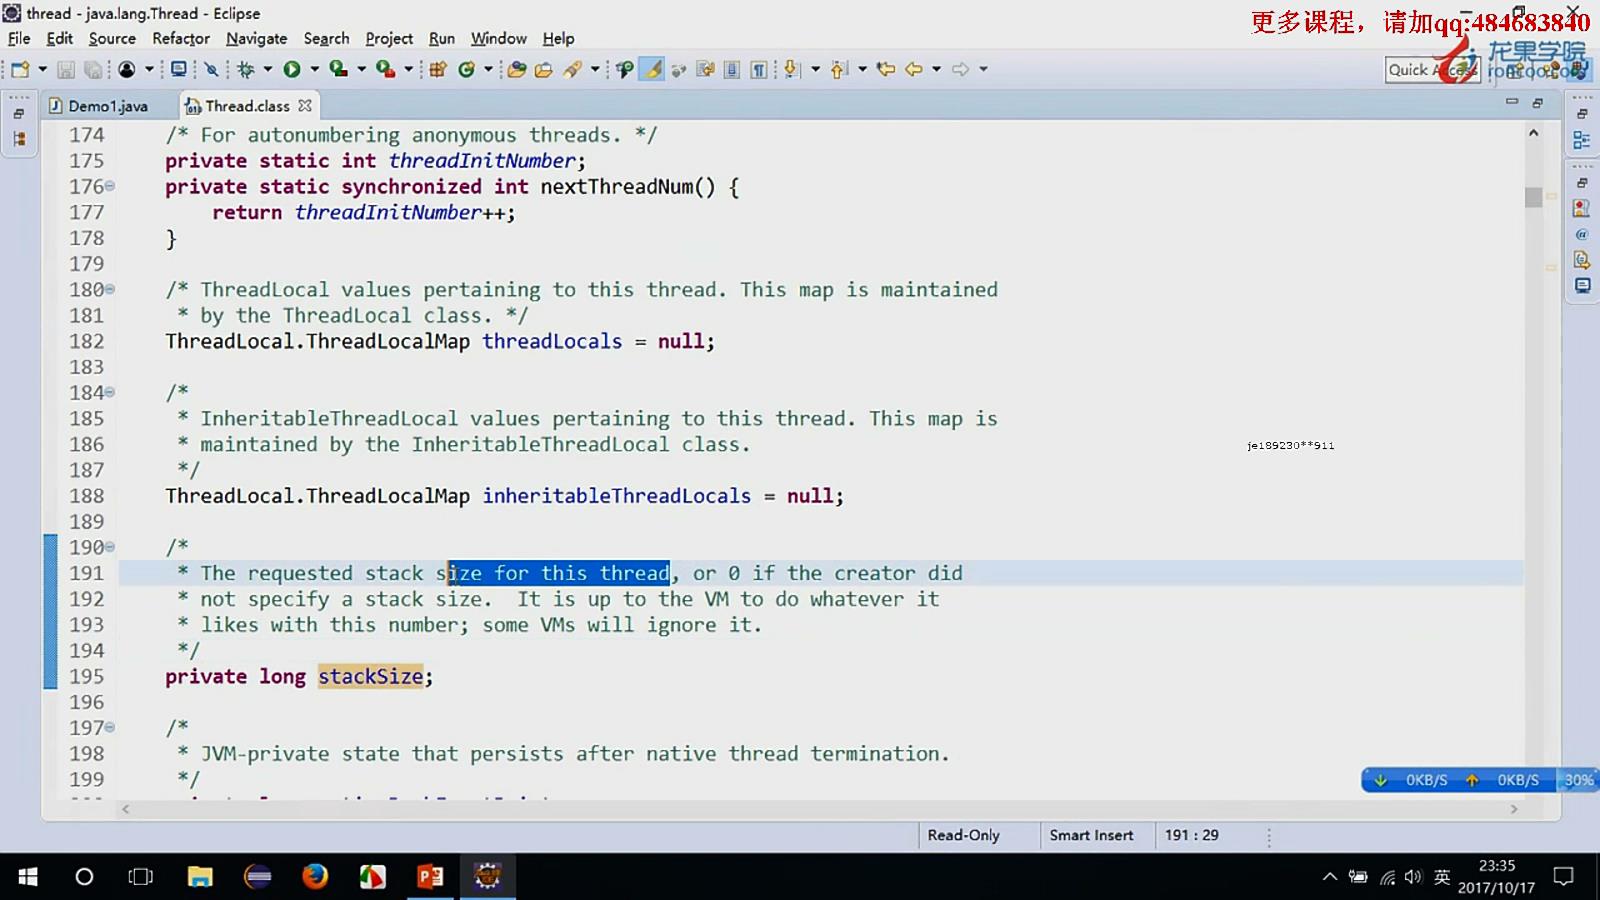 thread - java.lang.Thread - Eclipse
更多课程，请加qq:484683840
File Edit Source Refactor Navigate Search Project Run Window Help
龙果学院
Quick Access
roncoo.com
Demo1.java Thread.class
174 /* For autonumbering anonymous threads. */
175 private static int threadInitNumber;
176 private static synchronized int nextThreadNum() {
177 return threadInitNumber++;
178 }
179
180 /* ThreadLocal values pertaining to this thread. This map is maintained
181 * by the ThreadLocal class. */
182 ThreadLocal.ThreadLocalMap threadLocals = null;
183
184 /*
185 * InheritableThreadLocal values pertaining to this thread. This map is
186 * maintained by the InheritableThreadLocal class.
187 */
188 ThreadLocal.ThreadLocalMap inheritableThreadLocals = null;
189
190 /*
191 * The requested stack size for this thread, or 0 if the creator did
192 * not specify a stack size.  It is up to the VM to do whatever it
193 * likes with this number; some VMs will ignore it.
194 */
195 private long stackSize;
196
197 /*
198 * JVM-private state that persists after native thread termination.
199 */
je189230**911
0KB/S 0KB/S 30%
Read-Only Smart Insert 191 : 29
英
23:35
2017/10/17